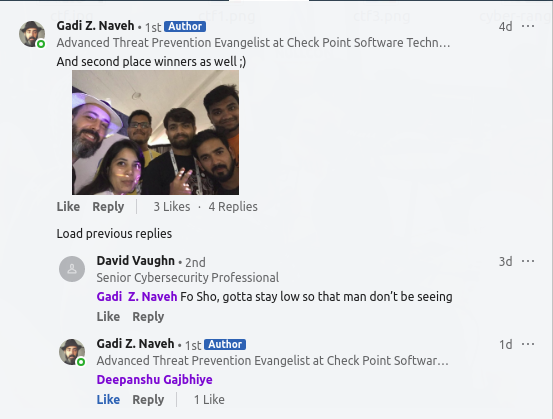 Gadi Z. Naveh • 1st Author 4d ...
Advanced Threat Prevention Evangelist at Check Point Software Techn...
And second place winners as well ;)
Like Reply 3 Likes · 4 Replies
Load previous replies
David Vaughn • 2nd 3d ...
Senior Cybersecurity Professional
Gadi Z. Naveh Fo Sho, gotta stay low so that man don't be seeing
Like Reply
Gadi Z. Naveh • 1st Author 1d ...
Advanced Threat Prevention Evangelist at Check Point Softwar...
Deepanshu Gajbhiye
Like Reply 1 Like